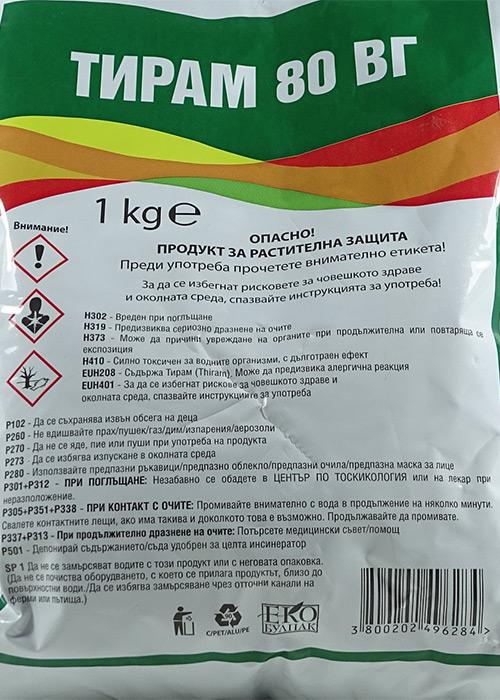 ТИРАМ 80 ВГ
1 kg e
Внимание!
ОПАСНО!
ПРОДУКТ ЗА РАСТИТЕЛНА ЗАЩИТА
Преди употреба прочетете внимателно етикета!
За да се избегнат рисковете за човешкото здраве
и околната среда, спазвайте инструкцията за употреба!
H302 - Вреден при поглъщане
H319 - Предизвиква сериозно дразнене на очите
H373 - Може да причини увреждане на органите при продължителна или повтаряща се
експозиция
H410 - Силно токсичен за водните организми, с дълготраен ефект
EUH208 - Съдържа Тирам (Thiram), Може да предизвика алергична реакция
EUH401 - За да се избегнат рискове за човешкото здраве и
околната среда, спазвайте инструкциите за употреба
P102 - Да се съхранява извън обсега на деца
P260 - Не вдишвайте прах/пушек/газ/дим/изпарения/аерозоли
P270 - Да не се яде, пие или пуши при употреба на продукта
P273 - Да се избягва изпускане в околната среда
P280 - Използвайте предпазни ръкавици/предпазно облекло/предпазни очила/предпазна маска за лице
P301+P312 - ПРИ ПОГЛЪЩАНЕ: Незабавно се обадете в ЦЕНТЪР ПО ТОСКИКОЛОГИЯ или на лекар при
неразположение.
P305+P351+P338 - ПРИ КОНТАКТ С ОЧИТЕ: Промивайте внимателно с вода в продължение на няколко минути.
Свалете контактните лещи, ако има такива и доколкото това е възможно. Продължавайте да промивате.
P337+P313 - При продължително дразнене на очите: Потърсете медицински съвет/помощ
P501 - Депонирай съдържанието/съда удобрен за целта инсинератор
SP 1 Да не се замърсяват водите с този продукт или с неговата опаковка.
(Да не се почиства оборудването, с което се прилага продуктът, близо до
повърхностни води./Да се избягва замърсяване чрез отточни канали на
ферми или пътища.)
C/PET/ALU/PE
ЕКО
БУЛПАК
3 800202 496284 >